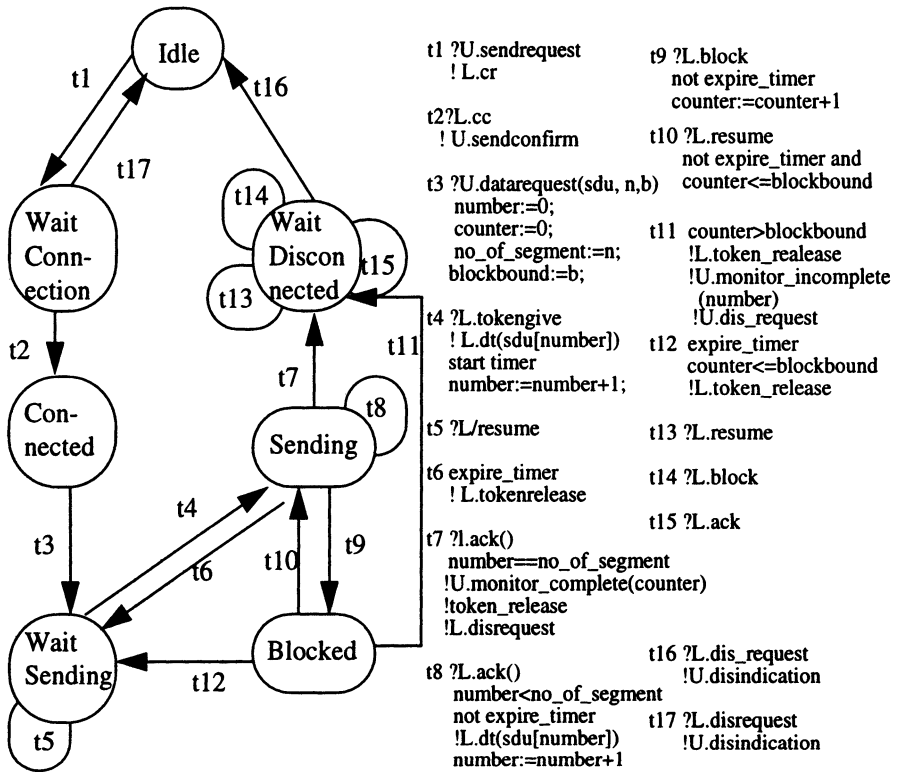 Idle
t1
t16
t17
t14
Wait
Discon
nected
t15
t13
Wait
Conn-
ection
t2
t11
t7
Con-
nected
t8
Sending
t4
t3
t6
t10
t9
Wait
Sending
Blocked
t12
t5
t1 ?U.sendrequest
! L.cr
t2?L.cc
! U.sendconfirm
t3 ?U.datarequest(sdu, n,b)
number:=0;
counter:=0;
no_of_segment:=n;
blockbound:=b;
t4 ?L.tokengive
! L.dt(sdu[number])
start timer
number:=number+1;
t5 ?L/resume
t6 expire_timer
! L.tokenrelease
t7 ?l.ack()
number==no_of_segment
!U.monitor_complete(counter)
!token_release
!L.disrequest
t8 ?L.ack()
number<no_of_segment
not expire_timer
!L.dt(sdu[number])
number:=number+1
t9 ?L.block
not expire_timer
counter:=counter+1
t10 ?L.resume
not expire_timer and
counter<=blockbound
t11 counter>blockbound
!L.token_realease
!U.monitor_incomplete
(number)
!U.dis_request
t12 expire_timer
counter<=blockbound
!L.token_release
t13 ?L.resume
t14 ?L.block
t15 ?L.ack
t16 ?L.dis_request
!U.disindication
t17 ?L.disrequest
!U.disindication